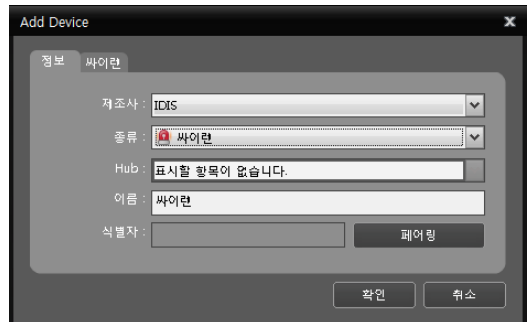 Add Device x
정보 싸이렌
제조사 : IDIS
종류 : 싸이렌
Hub : 표시할 항목이 없습니다.
이름 : 싸이렌
식별자 : 페어링
확인 취소